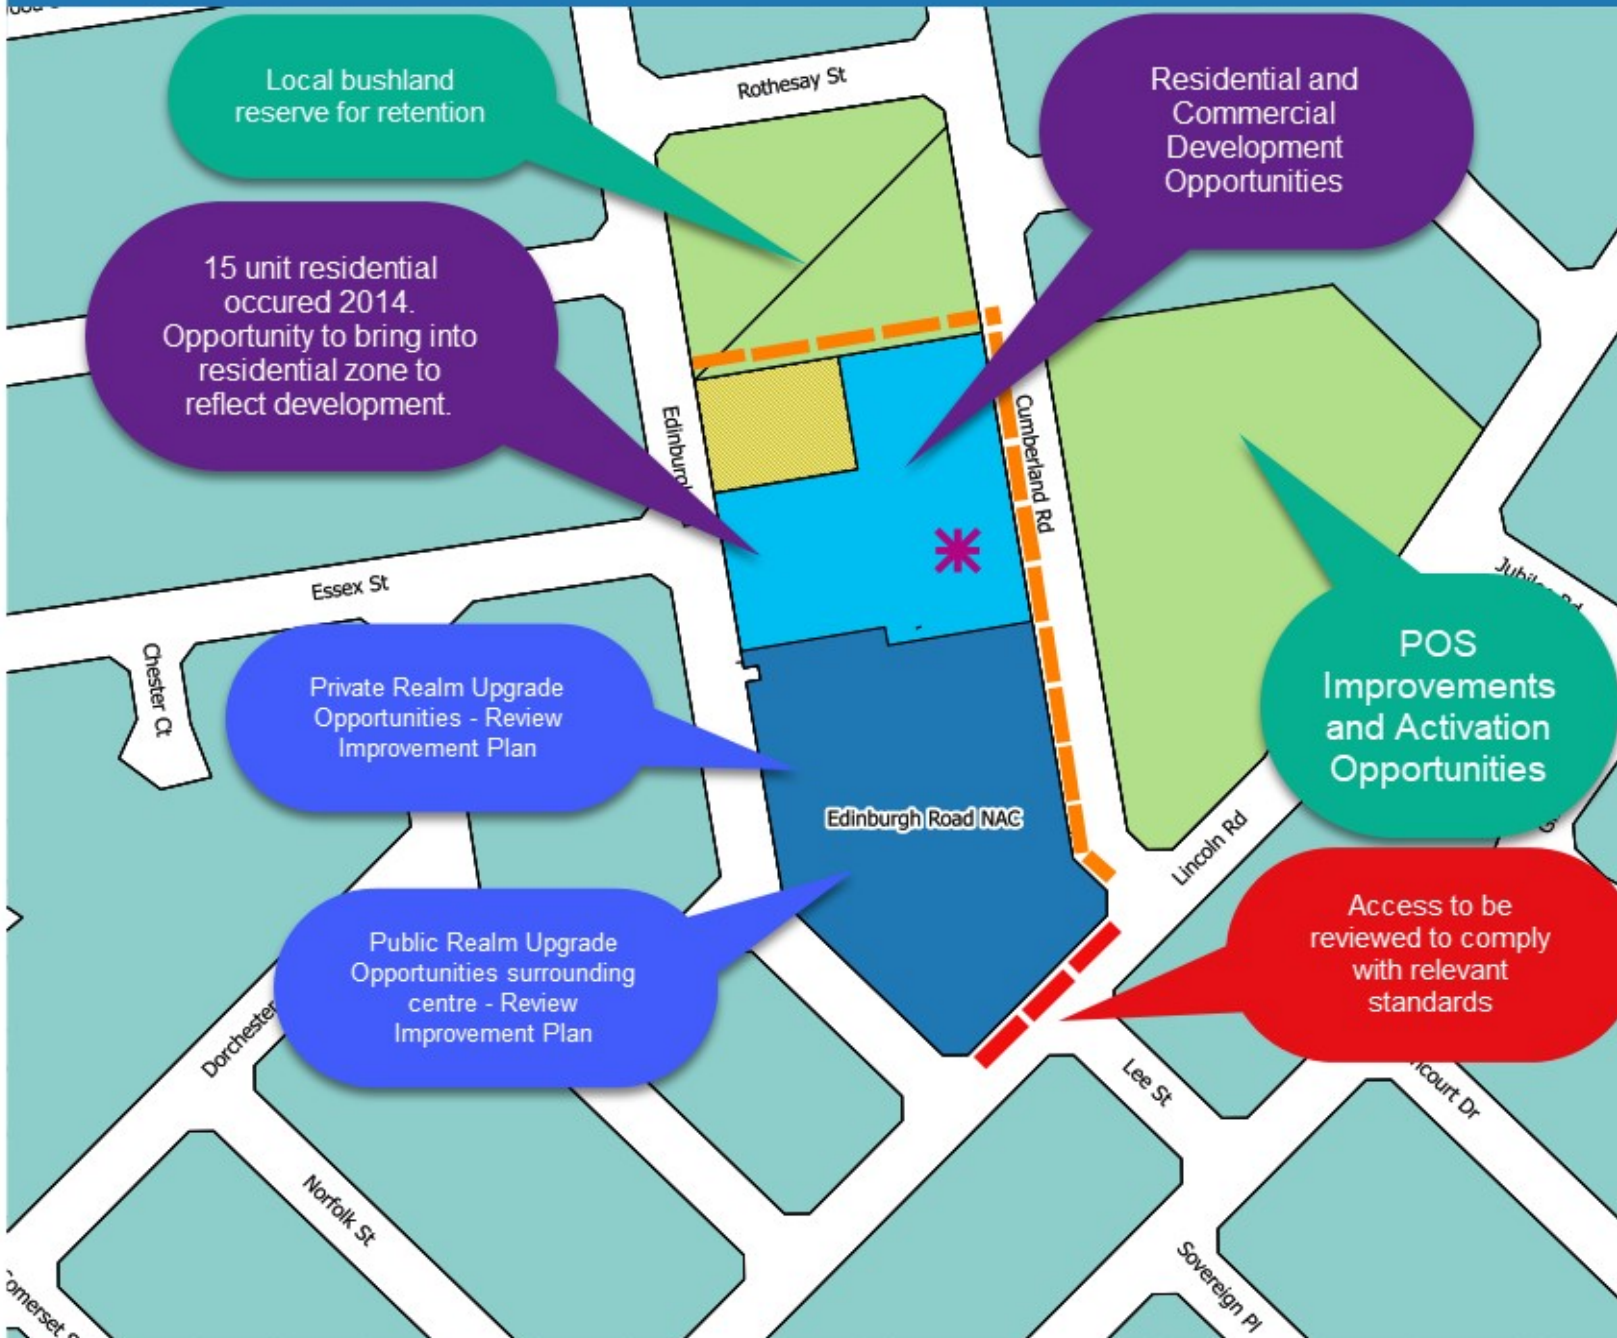 Local bushland
reserve for retention
Rothesay St
Residential and
Commercial
Development
Opportunities
15 unit residential
occured 2014.
Opportunity to bring into
residential zone to
reflect development.
Cumberland Rd
Essex St
Chester Ct
Private Realm Upgrade
Opportunities - Review
Improvement Plan
POS
Improvements
and Activation
Opportunities
Edinburgh Road NAC
Lincoln Rd
Public Realm Upgrade
Opportunities surrounding
centre - Review
Improvement Plan
Access to be
reviewed to comply
with relevant
standards
Dorchester
Lee St
Norfolk St
Sovereign Pl